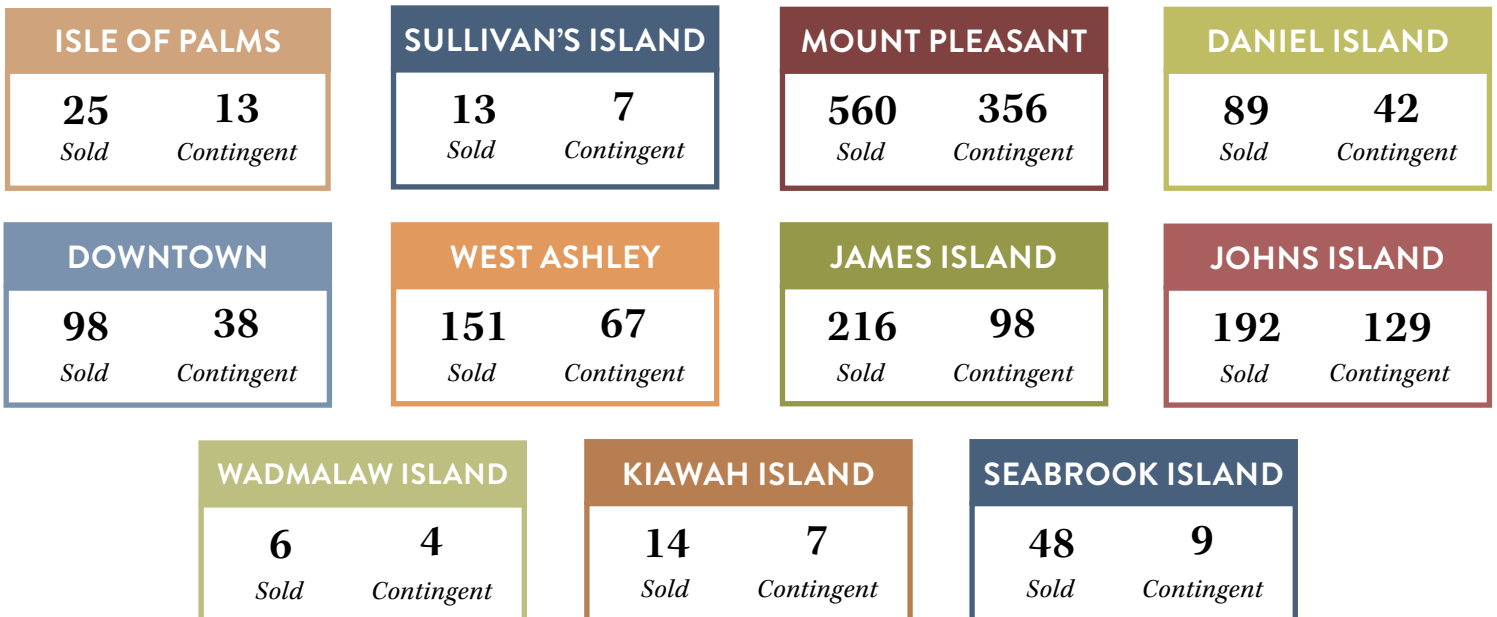 ISLE OF PALMS
25 13
Sold Contingent
SULLIVAN'S ISLAND
13 7
Sold Contingent
MOUNT PLEASANT
560 356
Sold Contingent
DANIEL ISLAND
89 42
Sold Contingent
DOWNTOWN
98 38
Sold Contingent
WEST ASHLEY
151 67
Sold Contingent
JAMES ISLAND
216 98
Sold Contingent
JOHNS ISLAND
192 129
Sold Contingent
WADMALAW ISLAND
6 4
Sold Contingent
KIAWAH ISLAND
14 7
Sold Contingent
SEABROOK ISLAND
48 9
Sold Contingent